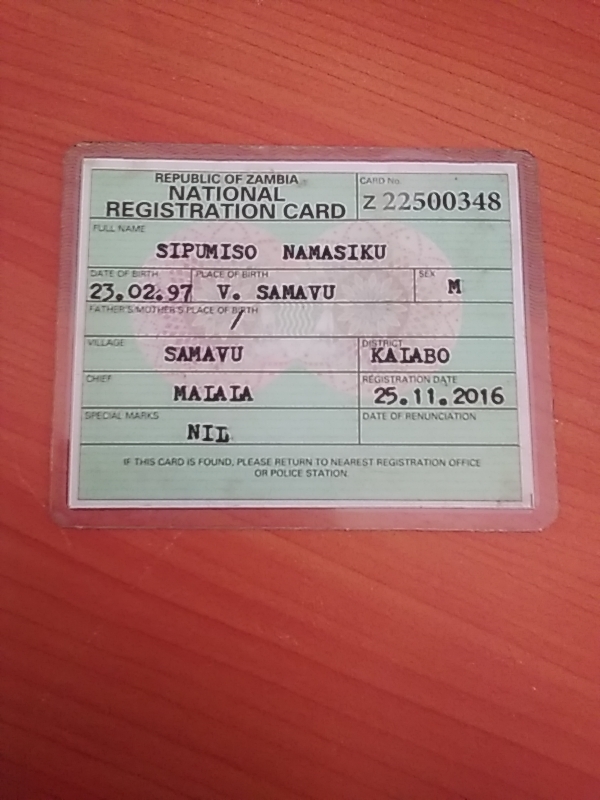 REPUBLIC OF ZAMBIA
NATIONAL
REGISTRATION CARD
CARD No.
Z 22500348
FULL NAME
SIPUMISO NAMASIKU
DATE OF BIRTH PLACE OF BIRTH SEX
23.02.97 V. SAMAVU M
FATHER'S/MOTHER'S PLACE OF BIRTH
/
VILLAGE DISTRICT
SAMAVU KALABO
CHIEF REGISTRATION DATE
MALALA 25.11.2016
SPECIAL MARKS DATE OF RENUNCIATION
NIL
IF THIS CARD IS FOUND, PLEASE RETURN TO NEAREST REGISTRATION OFFICE
OR POLICE STATION.